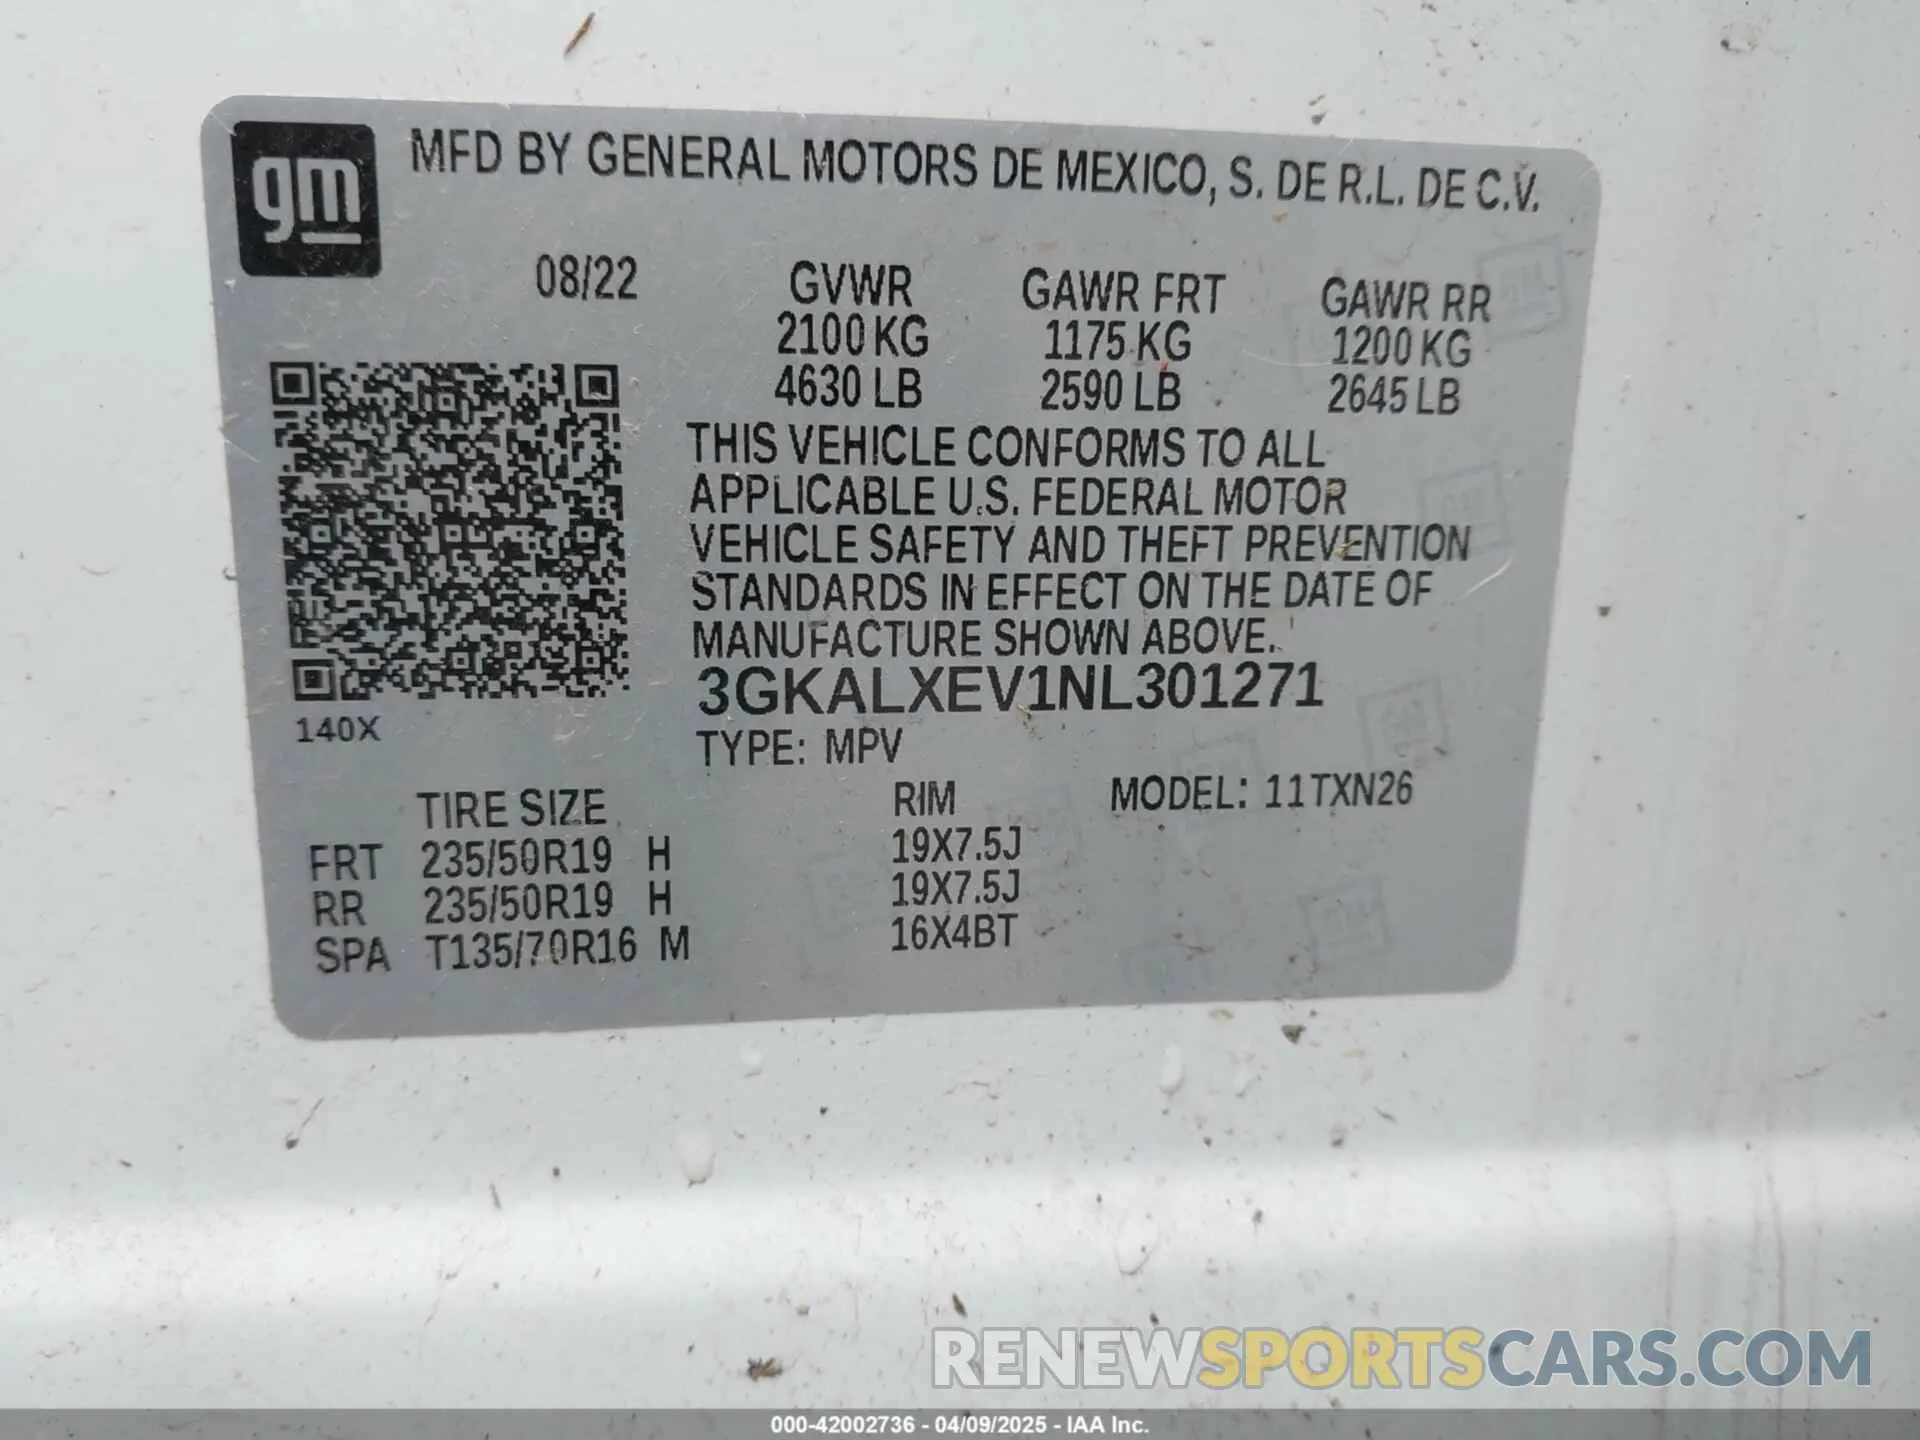 gm
MFD BY GENERAL MOTORS DE MEXICO, S. DE R.L. DE C.V.
08/22 GVWR GAWR FRT GAWR RR
2100 KG 1175 KG 1200 KG
4630 LB 2590 LB 2645 LB
THIS VEHICLE CONFORMS TO ALL
APPLICABLE U.S. FEDERAL MOTOR
VEHICLE SAFETY AND THEFT PREVENTION
STANDARDS IN EFFECT ON THE DATE OF
MANUFACTURE SHOWN ABOVE.
3GKALXEV1NL301271
140X
TYPE: MPV
TIRE SIZE RIM MODEL: 11TXN26
FRT 235/50R19 H 19X7.5J
RR 235/50R19 H 19X7.5J
SPA T135/70R16 M 16X4BT
RENEWSPORTSCARS.COM
000-42002736 - 04/09/2025 - IAA Inc.